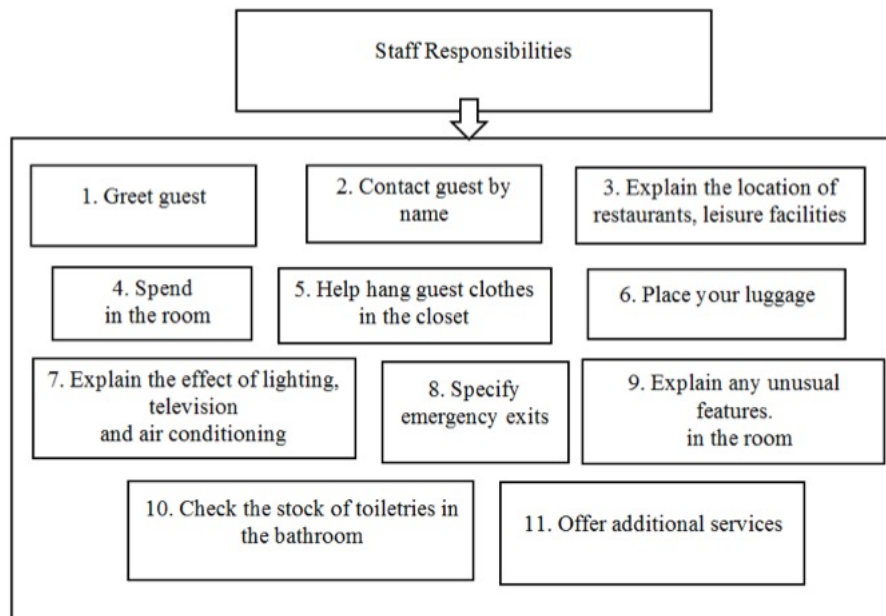 Staff Responsibilities
1. Greet guest
2. Contact guest by
name
3. Explain the location of
restaurants, leisure facilities
4. Spend
in the room
5. Help hang guest clothes
in the closet
6. Place your luggage
7. Explain the effect of lighting,
television
and air conditioning
8. Specify
emergency exits
9. Explain any unusual
features.
in the room
10. Check the stock of toiletries in
the bathroom
11. Offer additional services